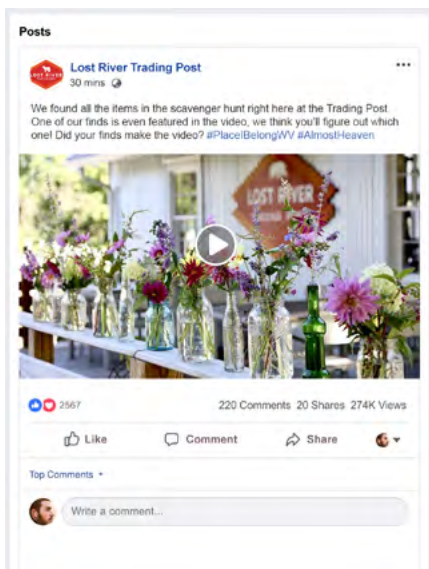 Posts
Lost River Trading Post
30 mins
We found all the items in the scavenger hunt right here at the Trading Post.
One of our finds is even featured in the video, we think you'll figure out which
one! Did your finds make the video? #PlaceIBelongWV #AlmostHeaven
LOST RIVER
2567
220 Comments 20 Shares 274K Views
Like Comment Share
Top Comments
Write a comment...